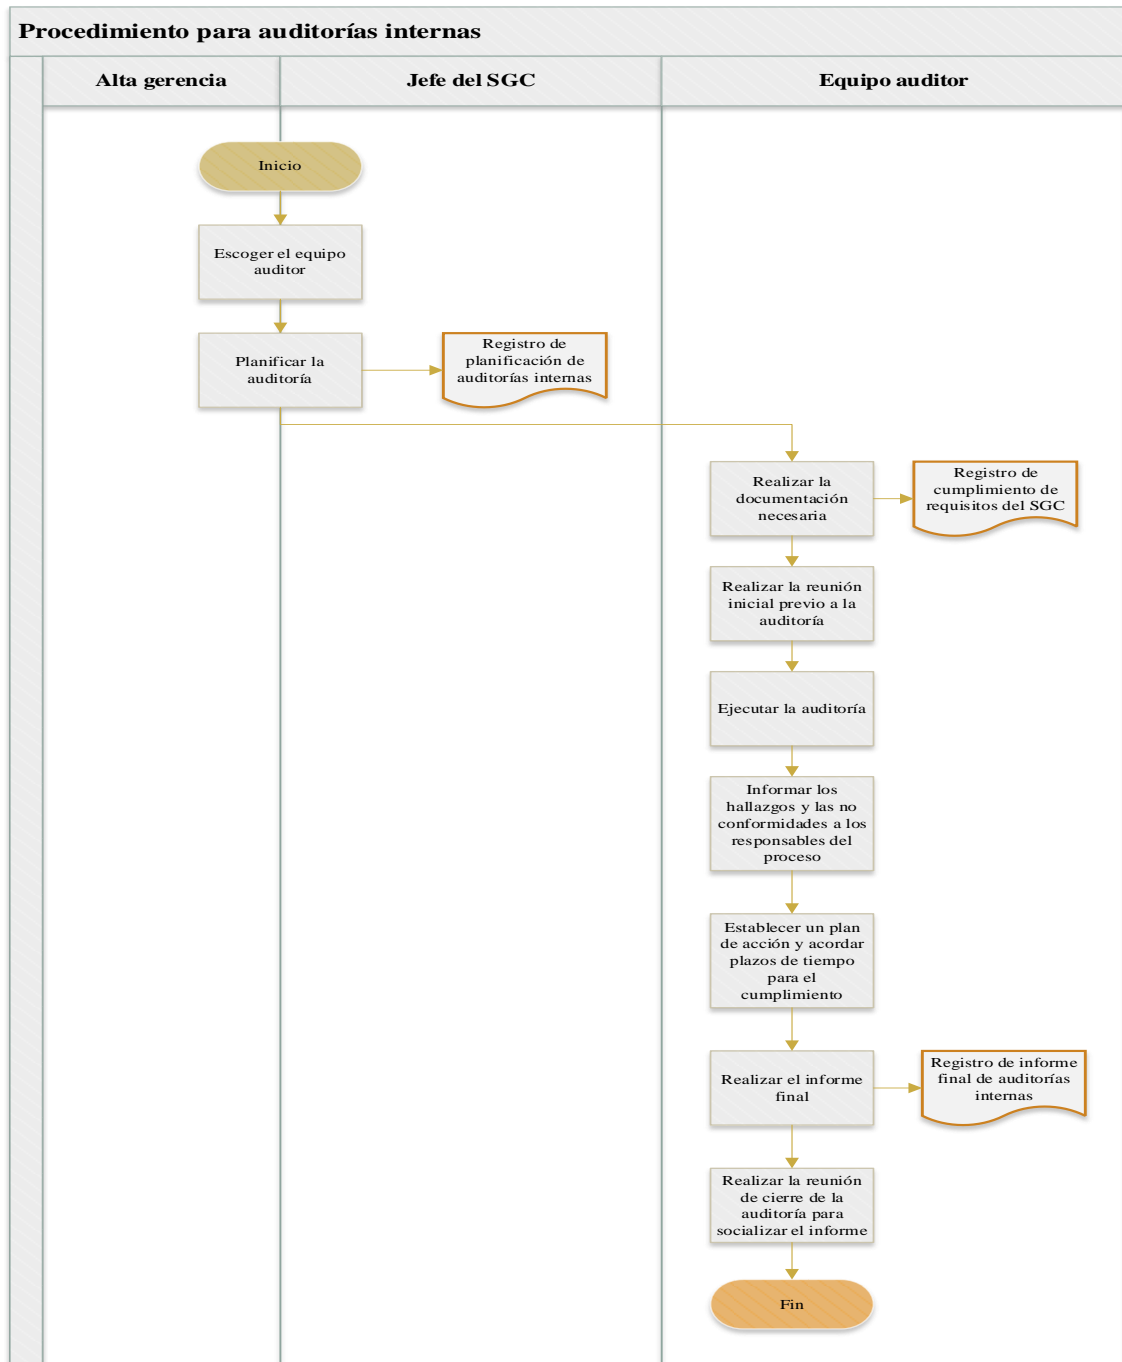 Procedimiento para auditorías internas
Alta gerencia
Jefe del SGC
Equipo auditor
Inicio
Escoger el equipo
auditor
Planificar la
auditoría
Registro de
planificación de
auditorías internas
Realizar la
documentación
necesaria
Registro de
cumplimiento de
requisitos del SGC
Realizar la reunión
inicial previo a la
auditoría
Ejecutar la auditoría
Informar los
hallazgos y las no
conformidades a los
responsables del
proceso
Establecer un plan
de acción y acordar
plazos de tiempo
para el
cumplimiento
Realizar el informe
final
Registro de informe
final de auditorías
internas
Realizar la reunión
de cierre de la
auditoría para
socializar el informe
Fin